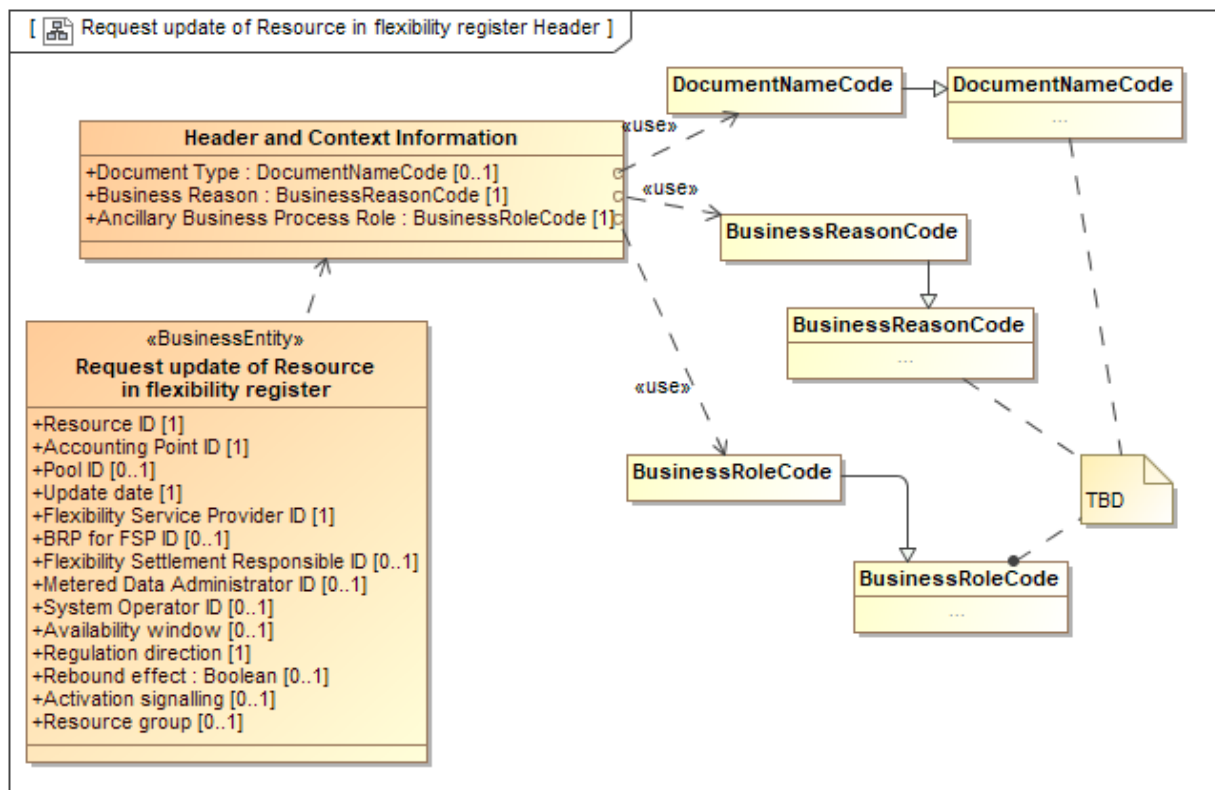 [ Request update of Resource in flexibility register Header ]
DocumentNameCode
DocumentNameCode
...
«use»
Header and Context Information
+Document Type : DocumentNameCode [0..1]
+Business Reason : BusinessReasonCode [1]
+Ancillary Business Process Role : BusinessRoleCode [1]
«use»
BusinessReasonCode
BusinessReasonCode
...
«use»
«BusinessEntity»
Request update of Resource
in flexibility register
+Resource ID [1]
+Accounting Point ID [1]
+Pool ID [0..1]
+Update date [1]
+Flexibility Service Provider ID [1]
+BRP for FSP ID [0..1]
+Flexibility Settlement Responsible ID [0..1]
+Metered Data Administrator ID [0..1]
+System Operator ID [0..1]
+Availability window [0..1]
+Regulation direction [1]
+Rebound effect : Boolean [0..1]
+Activation signalling [0..1]
+Resource group [0..1]
BusinessRoleCode
TBD
BusinessRoleCode
...